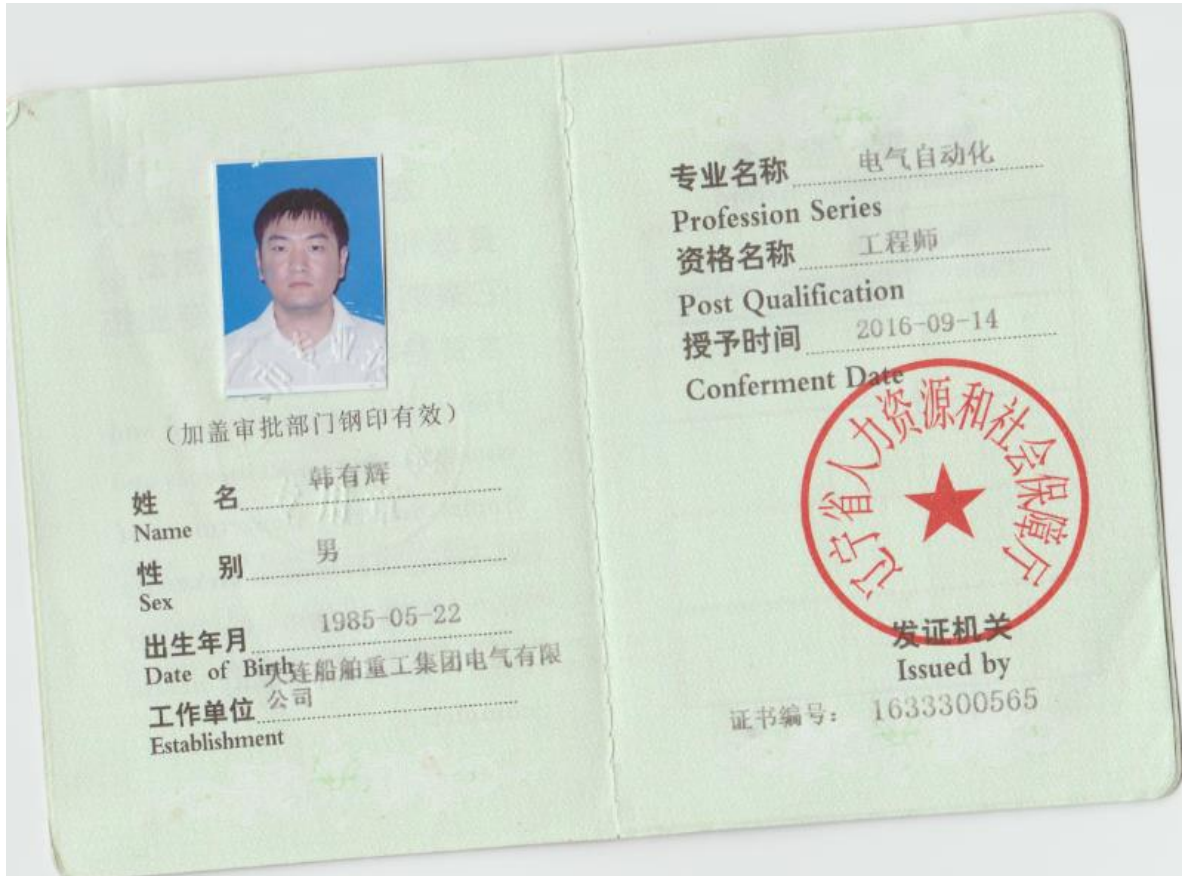 （加盖审批部门钢印有效）
姓 名 韩有辉
Name
性 别 男
Sex
出生年月 1985-05-22
Date of Birth
大连船舶重工集团电气有限
工作单位 公司
Establishment
专业名称 电气自动化
Profession Series
资格名称 工程师
Post Qualification
授予时间 2016-09-14
Conferment Date
辽宁省人力资源和社会保障厅
发证机关
Issued by
证书编号： 1633300565